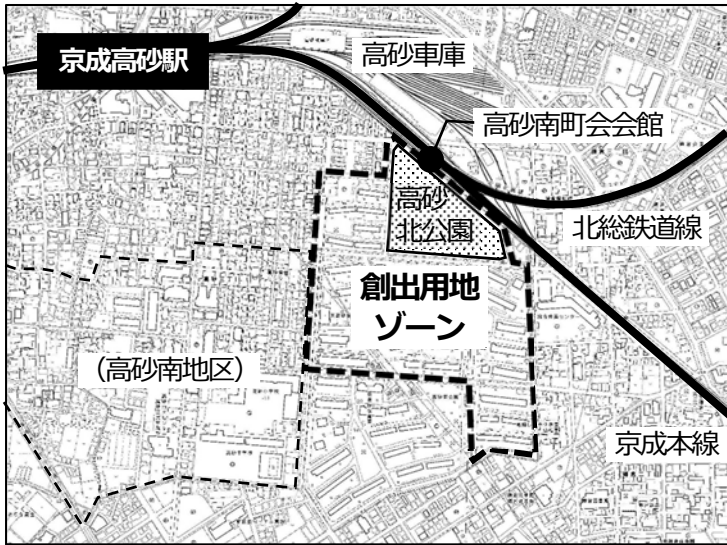 京成高砂駅
高砂車庫
高砂南町会会館
高砂
北公園
北総鉄道線
創出用地
ゾーン
（高砂南地区）
京成本線